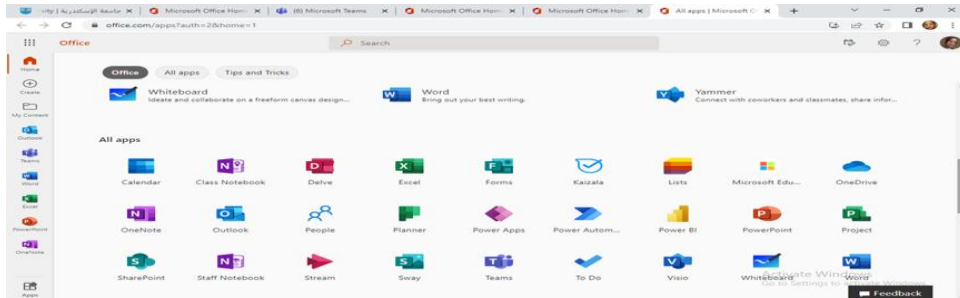 جامعة الإسكندرية | -ity
Microsoft Office Hom
(6) Microsoft Teams
Microsoft Office Hom
Microsoft Office Hom
All apps | Microsoft O
office.com/apps?auth=2&home=1
Office
Search
Home
Create
My Content
Outlook
Teams
Word
Excel
PowerPoint
OneNote
Apps
Office All apps Tips and Tricks
Whiteboard
Ideate and collaborate on a freeform canvas design...
Word
Bring out your best writing.
Yammer
Connect with coworkers and classmates, share infor...
All apps
Calendar Class Notebook Delve Excel Forms Kaizala Lists Microsoft Edu... OneDrive
OneNote Outlook People Planner Power Apps Power Autom... Power BI PowerPoint Project
SharePoint Staff Notebook Stream Sway Teams To Do Visio Whiteboard Word
Activate Windows
Go to Settings to activate Windows.
Feedback